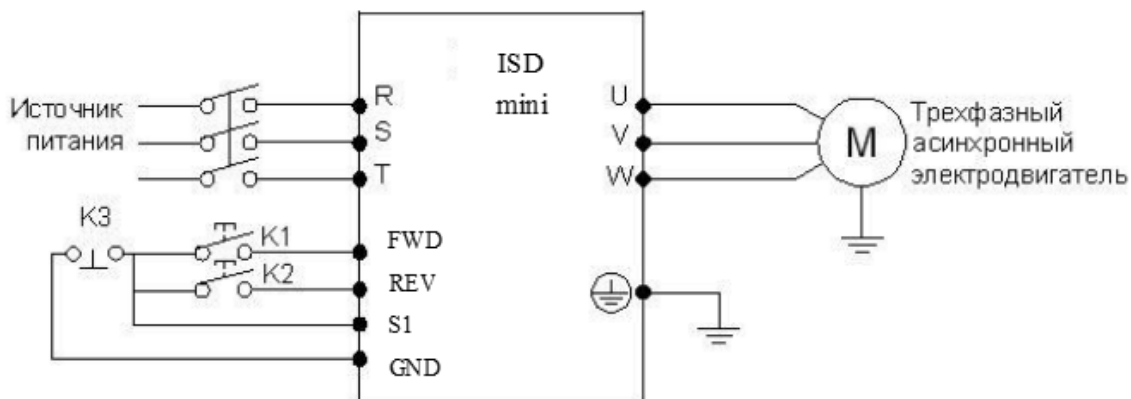 ISD
mini
Источник
питания
R
S
T
U
V
W
M
Трехфазный
асинхронный
электродвигатель
K3
K1
K2
FWD
REV
S1
GND